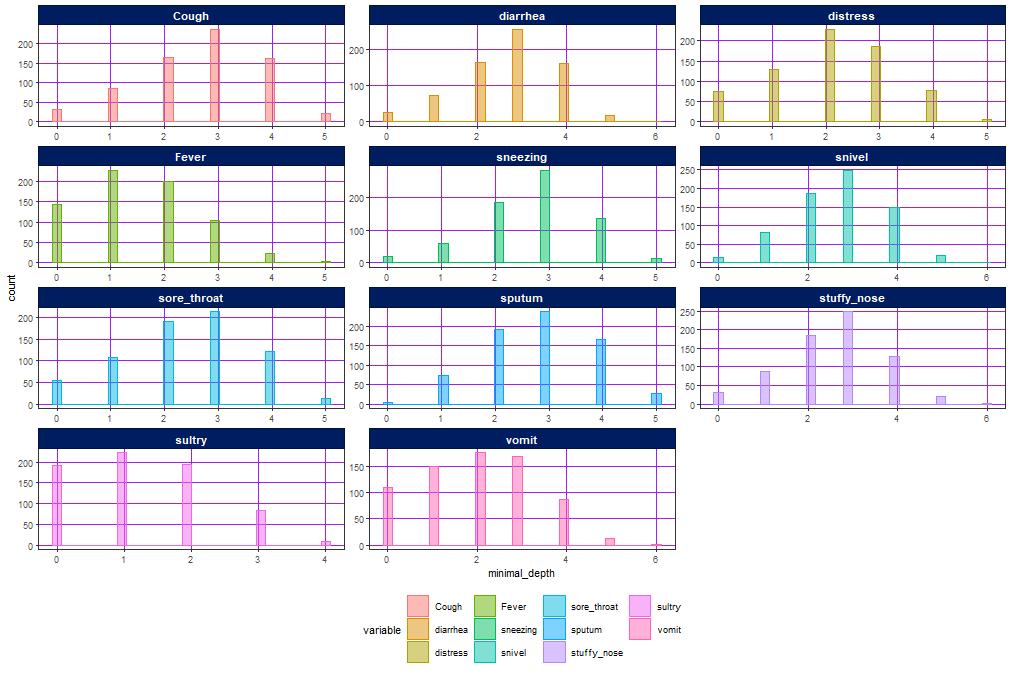 Cough
diarrhea
distress
200
150
100
50
0
0 1 2 3 4 5
200
100
0
0 2 4 6
200
150
100
50
0
0 1 2 3 4 5
Fever
sneezing
snivel
200
150
100
50
0
0 1 2 3 4 5
200
100
0
0 1 2 3 4 5
250
200
150
100
50
0
0 2 4 6
count
sore_throat
sputum
stuffy_nose
200
150
100
50
0
0 1 2 3 4 5
200
150
100
50
0
0 1 2 3 4 5
250
200
150
100
50
0
0 2 4 6
sultry
vomit
200
150
100
50
0
0 1 2 3 4
150
100
50
0
0 2 4 6
minimal_depth
variable
Cough
Fever
sore_throat
sultry
diarrhea
sneezing
sputum
vomit
distress
snivel
stuffy_nose